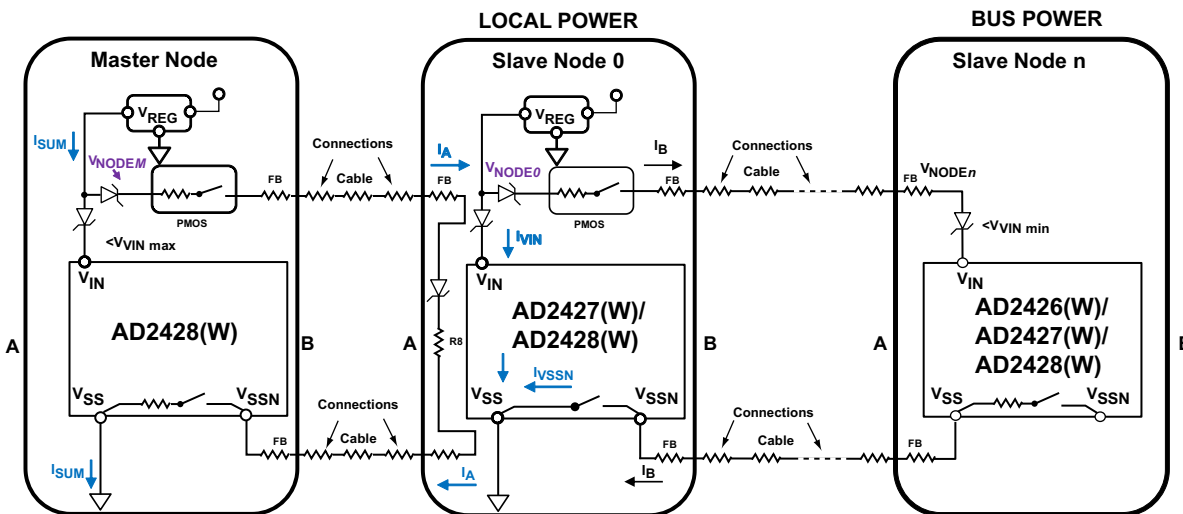 LOCAL POWER
BUS POWER
Master Node
VREG
ISUM
VNODEM
PMOS
<VVIN max
VIN
AD2428(W)
A
B
VSS
VSSN
ISUM
FB
Connections
Cable
FB
Connections
Cable
Slave Node 0
VREG
IA
FB
VNODE0
PMOS
IB
FB
IVIN
VIN
AD2427(W)/
AD2428(W)
A
R8
B
IVSSN
VSS
VSSN
IA
IB
FB
Connections
Cable
Connections
Cable
Slave Node n
VNODEn
FB
<VVIN min
VIN
AD2426(W)/
AD2427(W)/
AD2428(W)
A
VSS
VSSN
FB